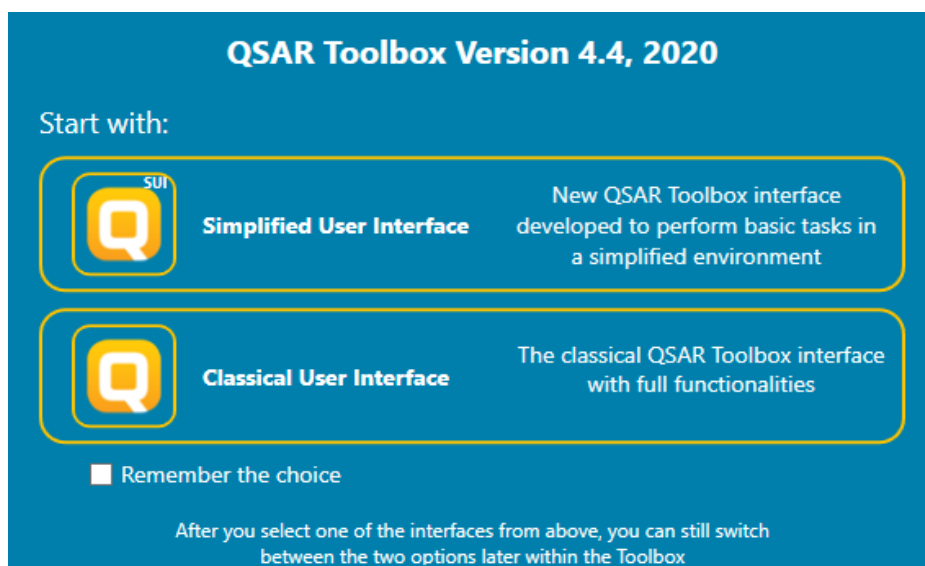 QSAR Toolbox Version 4.4, 2020
Start with:
SUI
Simplified User Interface
New QSAR Toolbox interface
developed to perform basic tasks in
a simplified environment
Classical User Interface
The classical QSAR Toolbox interface
with full functionalities
Remember the choice
After you select one of the interfaces from above, you can still switch
between the two options later within the Toolbox